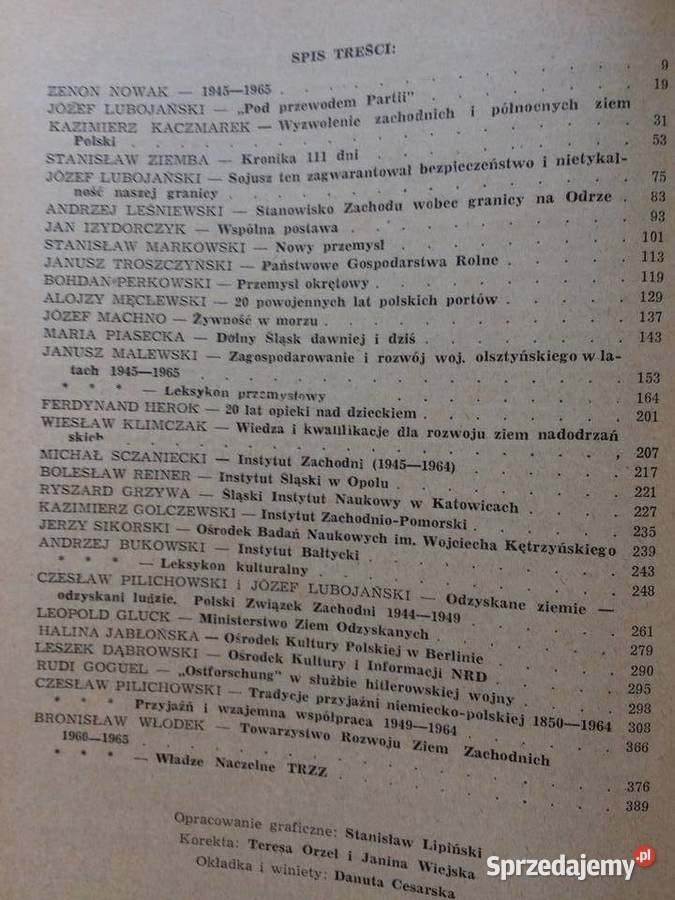 SPIS TREŚCI:
ZENON NOWAK — 1945—1965 . . . . . . . . 9
JÓZEF LUBOJAŃSKI — „Pod przewodem Partii" . . . . . . 19
KAZIMIERZ KACZMAREK — Wyzwolenie zachodnich i północnych ziem
Polski . . . . . . . . 31
STANISŁAW ZIEMBA — Kronika 111 dni . . . . . . 53
JÓZEF LUBOJAŃSKI — Sojusz ten zagwarantował bezpieczeństwo i nietykal-
ność naszej granicy . . . . . . . . 75
ANDRZEJ LEŚNIEWSKI — Stanowisko Zachodu wobec granicy na Odrze . 83
JAN IZYDORCZYK — Wspólna postawa . . . . . . 93
STANISŁAW MARKOWSKI — Nowy przemysł . . . . . . 101
JANUSZ TROSZCZYŃSKI — Państwowe Gospodarstwa Rolne . . . . 113
BOHDAN PERKOWSKI — Przemysł okrętowy . . . . . . 119
ALOJZY MĘCLEWSKI — 20 powojennych lat polskich portów . . . . 129
JÓZEF MACHNO — Żywność w morzu . . . . . . 137
MARIA PIASECKA — Dolny Śląsk dawniej i dziś . . . . . . 143
JANUSZ MALEWSKI — Zagospodarowanie i rozwój woj. olsztyńskiego w la-
tach 1945—1965 . . . . . . . . 153
* * * — Leksykon przemysłowy . . . . . . 164
FERDYNAND HEROK — 20 lat opieki nad dzieckiem . . . . . . 201
WIESŁAW KLIMCZAK — Wiedza i kwalifikacje dla rozwoju ziem nadodrzań
skich . . . . . . . . 207
MICHAŁ SCZANIECKI — Instytut Zachodni (1945—1964) . . . . 217
BOLESŁAW REINER — Instytut Śląski w Opolu . . . . . . 221
RYSZARD GRZYWA — Śląski Instytut Naukowy w Katowicach . . . . 227
KAZIMIERZ GOLCZEWSKI — Instytut Zachodnio-Pomorski . . . . 235
JERZY SIKORSKI — Ośrodek Badań Naukowych im. Wojciecha Kętrzyńskiego 239
ANDRZEJ BUKOWSKI — Instytut Bałtycki . . . . . . 243
* * * — Leksykon kulturalny . . . . . . 248
CZESŁAW PILICHOWSKI i JÓZEF LUBOJAŃSKI — Odzyskane ziemie —
odzyskani ludzie. Polski Związek Zachodni 1944—1949 . . . . 261
LEOPOLD GLUCK — Ministerstwo Ziem Odzyskanych . . . . . . 279
HALINA JABŁOŃSKA — Ośrodek Kultury Polskiej w Berlinie . . . . 290
LESZEK DĄBROWSKI — Ośrodek Kultury i Informacji NRD . . . . 295
RUDI GOGUEL — „Ostforschung" w służbie hitlerowskiej wojny . . . . 298
CZESŁAW PILICHOWSKI — Tradycje przyjaźni niemiecko-polskiej 1850—1964 308
* * * Przyjaźń i wzajemna współpraca 1949—1964 . . . . 366
BRONISŁAW WŁODEK — Towarzystwo Rozwoju Ziem Zachodnich
1960—1965 . . . . . . . . 376
* * * — Władze Naczelne TRZZ . . . . . . 389
Opracowanie graficzne: Stanisław Lipiński
Korekta: Teresa Orzeł i Janina Wiejska
Okładka i winiety: Danuta Cesarska
Sprzedajemy.pl